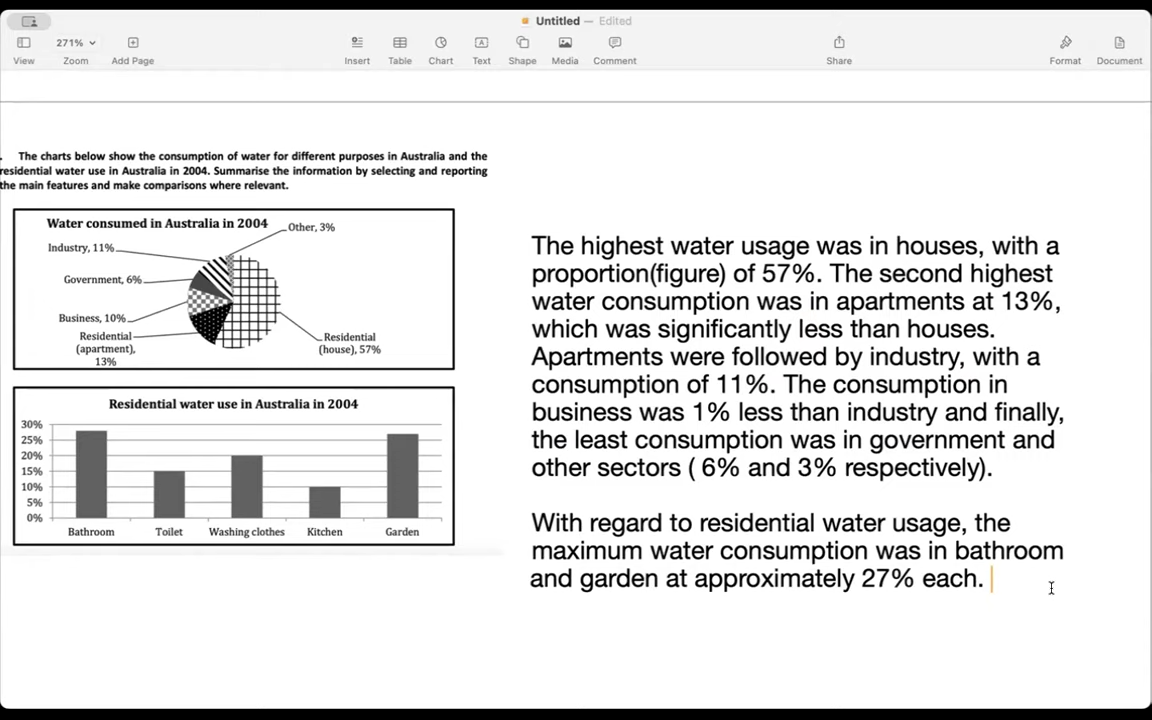 Untitled — Edited
271%
View
Zoom
Add Page
Insert
Table
Chart
Text
Shape
Media
Comment
Share
Format
Document
. The charts below show the consumption of water for different purposes in Australia and the
residential water use in Australia in 2004. Summarise the information by selecting and reporting
the main features and make comparisons where relevant.
Water consumed in Australia in 2004
Other, 3%
Industry, 11%
Government, 6%
Business, 10%
Residential
(apartment),
13%
Residential
(house), 57%
Residential water use in Australia in 2004
30%
25%
20%
15%
10%
5%
0%
Bathroom
Toilet
Washing clothes
Kitchen
Garden
The highest water usage was in houses, with a
proportion(figure) of 57%. The second highest
water consumption was in apartments at 13%,
which was significantly less than houses.
Apartments were followed by industry, with a
consumption of 11%. The consumption in
business was 1% less than industry and finally,
the least consumption was in government and
other sectors ( 6% and 3% respectively).
With regard to residential water usage, the
maximum water consumption was in bathroom
and garden at approximately 27% each.